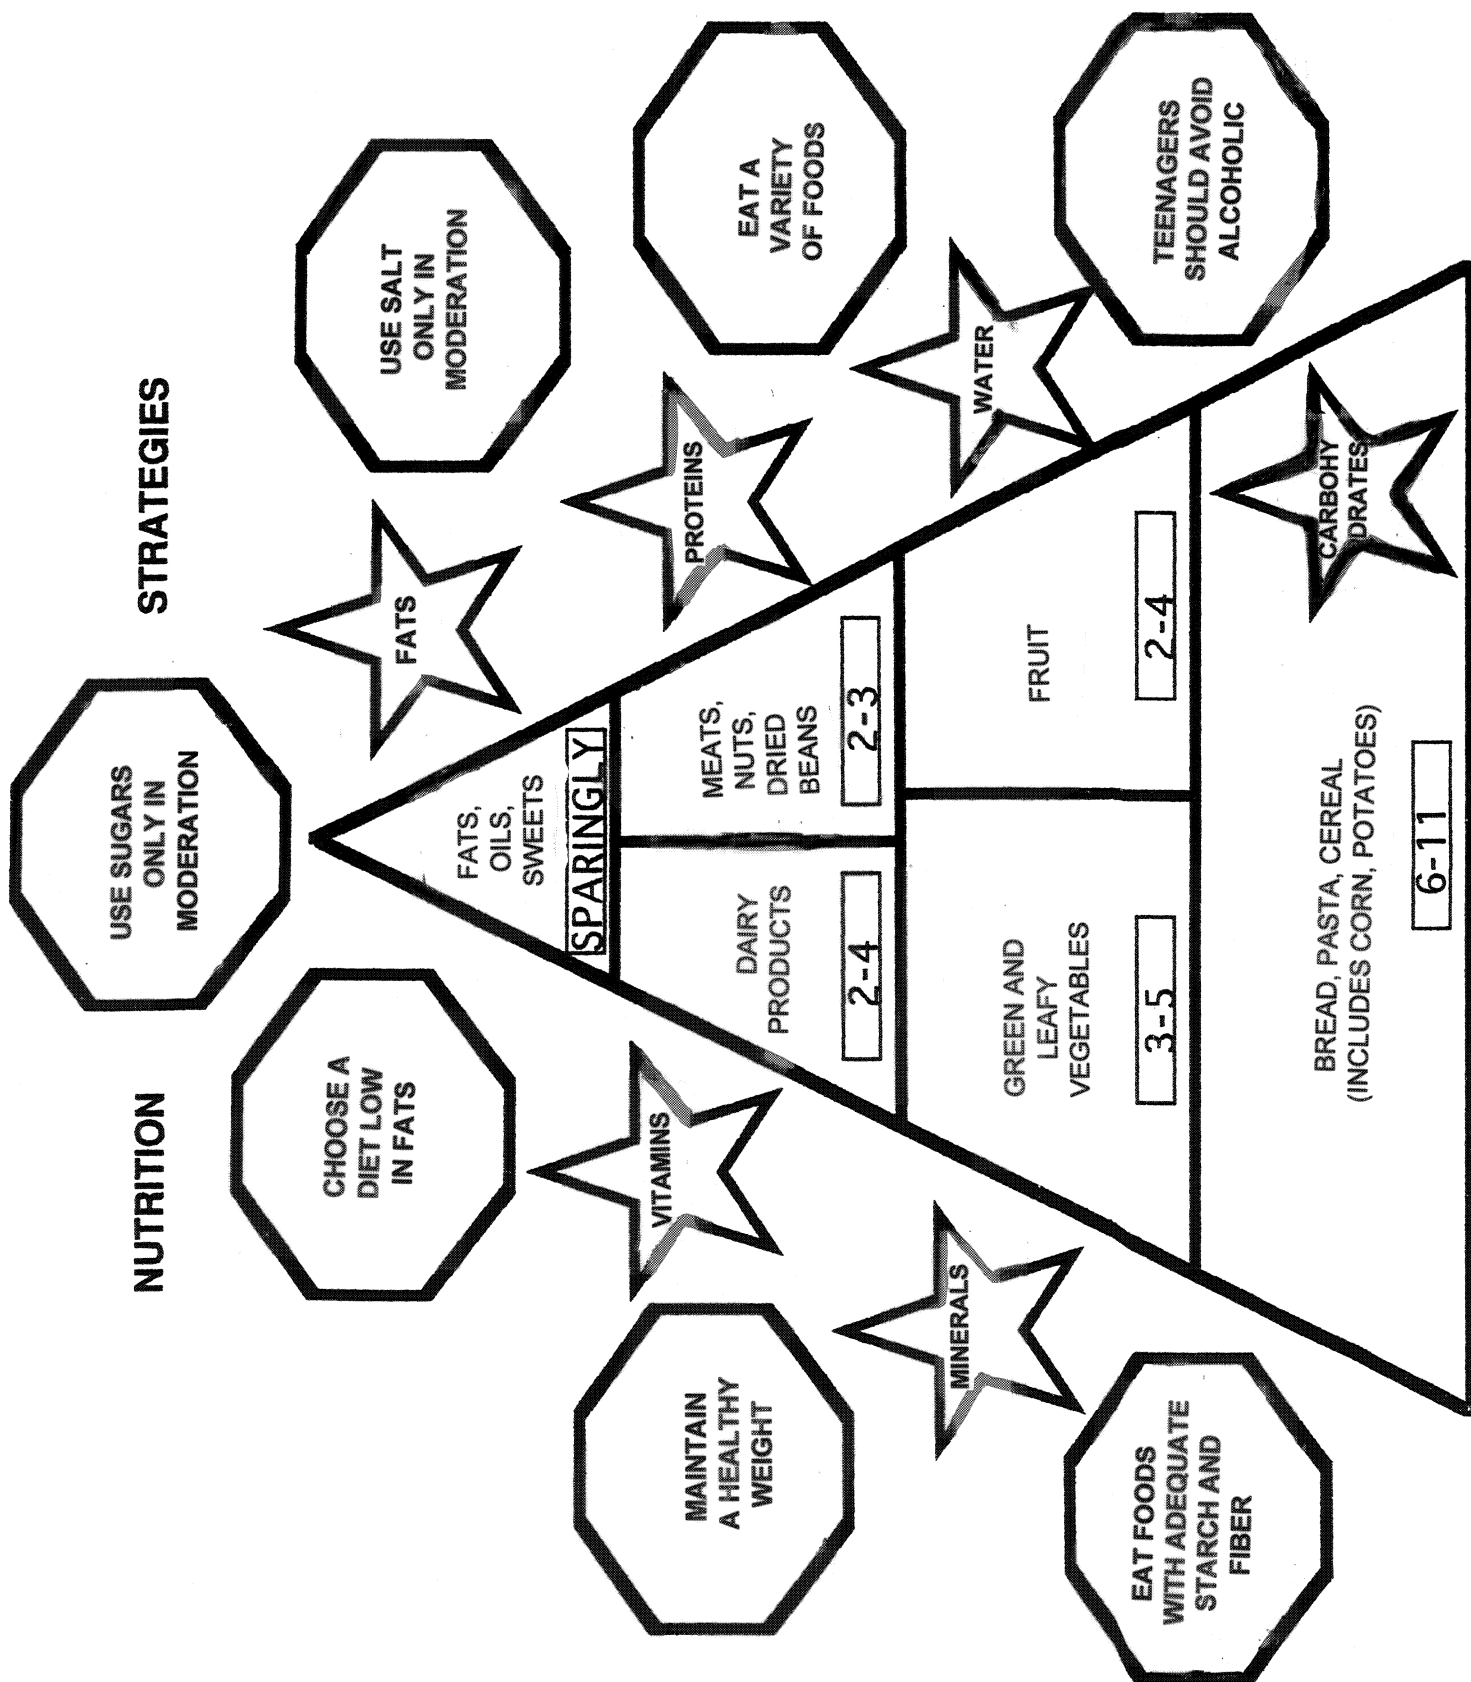 NUTRITION STRATEGIES
USE SUGARS
ONLY IN
MODERATION
CHOOSE A
DIET LOW
IN FATS
USE SALT
ONLY IN
MODERATION
FATS
FATS,
OILS,
SWEETS
SPARINGLY
MAINTAIN
A HEALTHY
WEIGHT
VITAMINS
PROTEINS
EAT A
VARIETY
OF FOODS
DAIRY
PRODUCTS
2-4
MEATS,
NUTS,
DRIED
BEANS
2-3
MINERALS
WATER
GREEN AND
LEAFY
VEGETABLES
3-5
FRUIT
2-4
EAT FOODS
WITH ADEQUATE
STARCH AND
FIBER
TEENAGERS
SHOULD AVOID
ALCOHOLIC
CARBOHY
DRATES
BREAD, PASTA, CEREAL
(INCLUDES CORN, POTATOES)
6-11